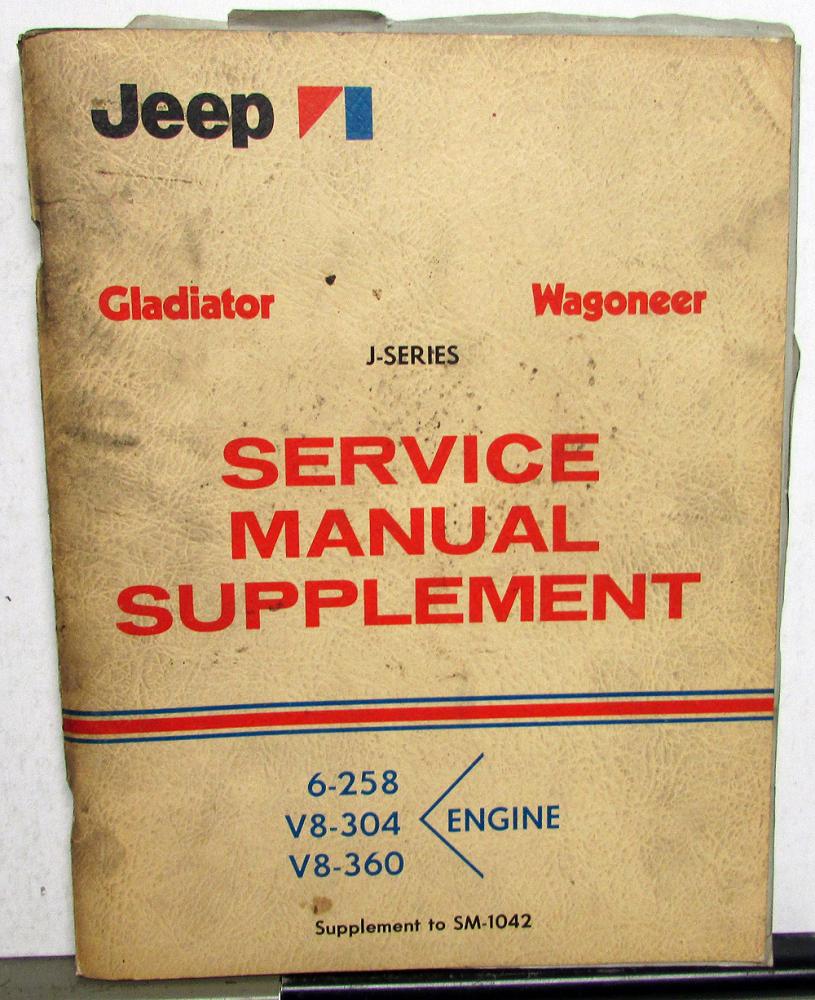 Jeep
Gladiator Wagoneer
J-SERIES
SERVICE
MANUAL
SUPPLEMENT
6-258
V8-304 ENGINE
V8-360
Supplement to SM-1042